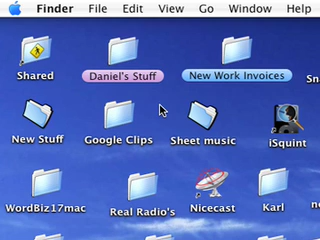 Finder File Edit View Go Window Help
Shared Daniel's Stuff New Work Invoices Sn
New Stuff Google Clips Sheet music iSquint
WordBiz17mac Real Radio's Nicecast Karl